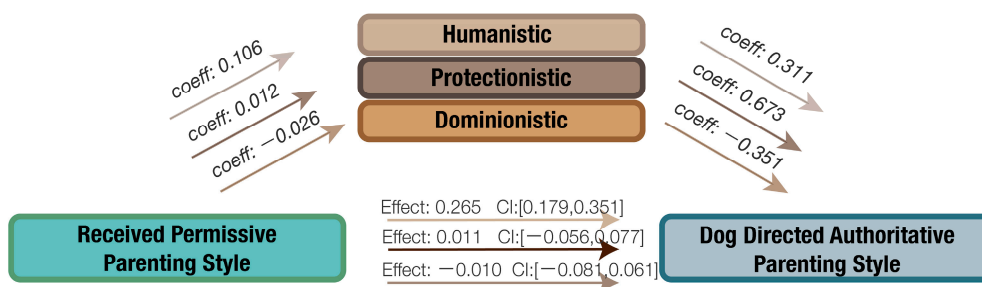 Humanistic
Protectionistic
Dominionistic
coeff: 0.106
coeff: 0.012
coeff: −0.026
coeff: 0.311
coeff: 0.673
coeff: −0.351
Effect: 0.265 CI:[0.179,0.351]
Effect: 0.011 CI:[−0.056,0.077]
Effect: −0.010 CI:[−0.081,0.061]
Received Permissive
Parenting Style
Dog Directed Authoritative
Parenting Style